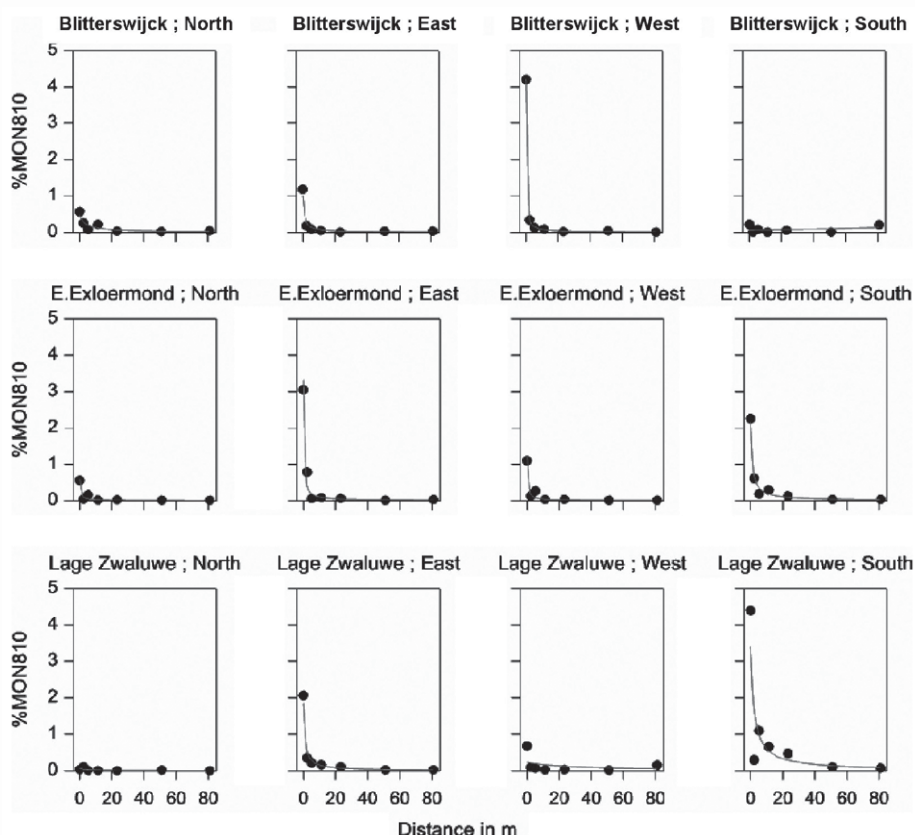 Blitterswijck ; North
Blitterswijck ; East
Blitterswijck ; West
Blitterswijck ; South
%MON810
5
4
3
2
1
0
E.Exloermond ; North
E.Exloermond ; East
E.Exloermond ; West
E.Exloermond ; South
%MON810
5
4
3
2
1
0
Lage Zwaluwe ; North
Lage Zwaluwe ; East
Lage Zwaluwe ; West
Lage Zwaluwe ; South
%MON810
5
4
3
2
1
0
0 20 40 60 80
0 20 40 60 80
0 20 40 60 80
0 20 40 60 80
Distance in m